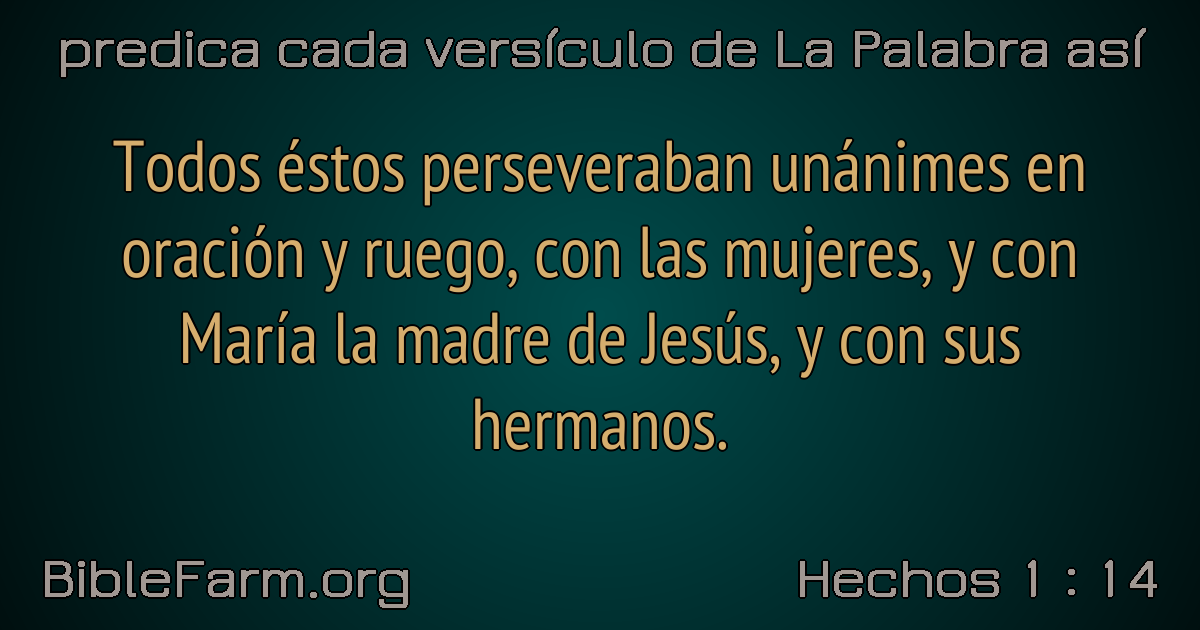 predica cada versículo de La Palabra así
Todos éstos perseveraban unánimes en
oración y ruego, con las mujeres, y con
María la madre de Jesús, y con sus
hermanos.
BibleFarm.org
Hechos 1 : 14